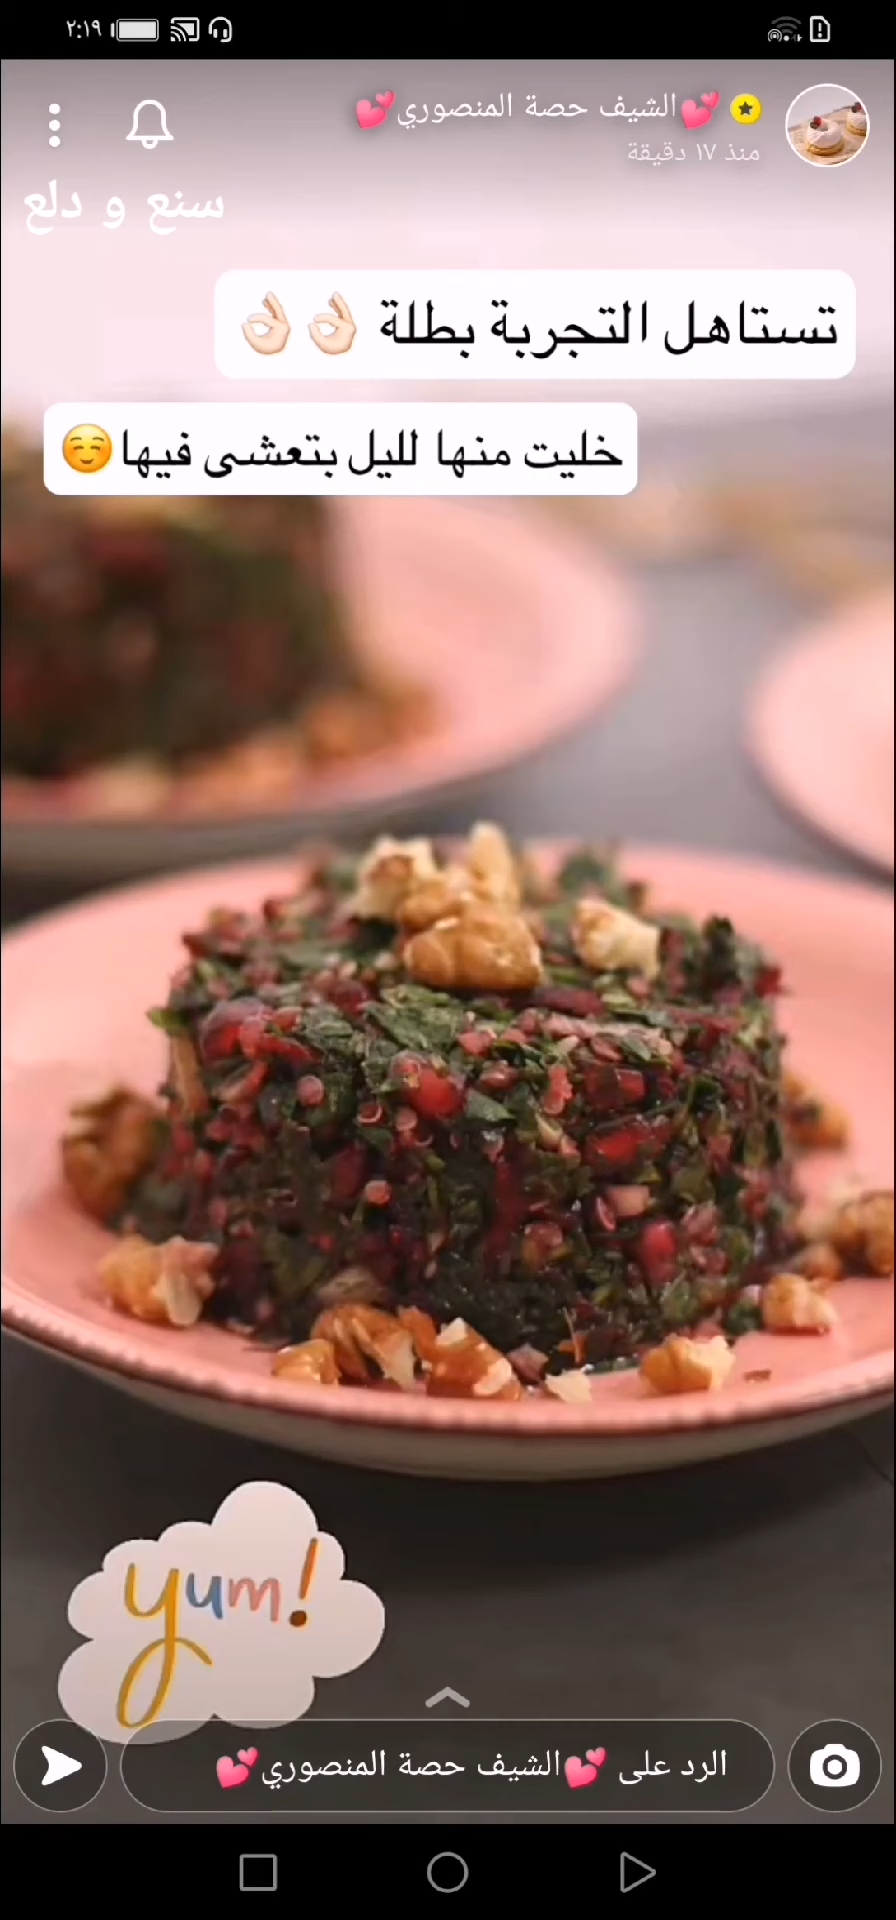 ٢:١٩
💕الشيف حصة المنصوري💕
منذ ١٧ دقيقة
سنع و دلع
تستاهل التجربة بطلة 👌🏻👌🏻
خليت منها لليل بتعشى فيها☺️
yum!
الرد على 💕الشيف حصة المنصوري💕